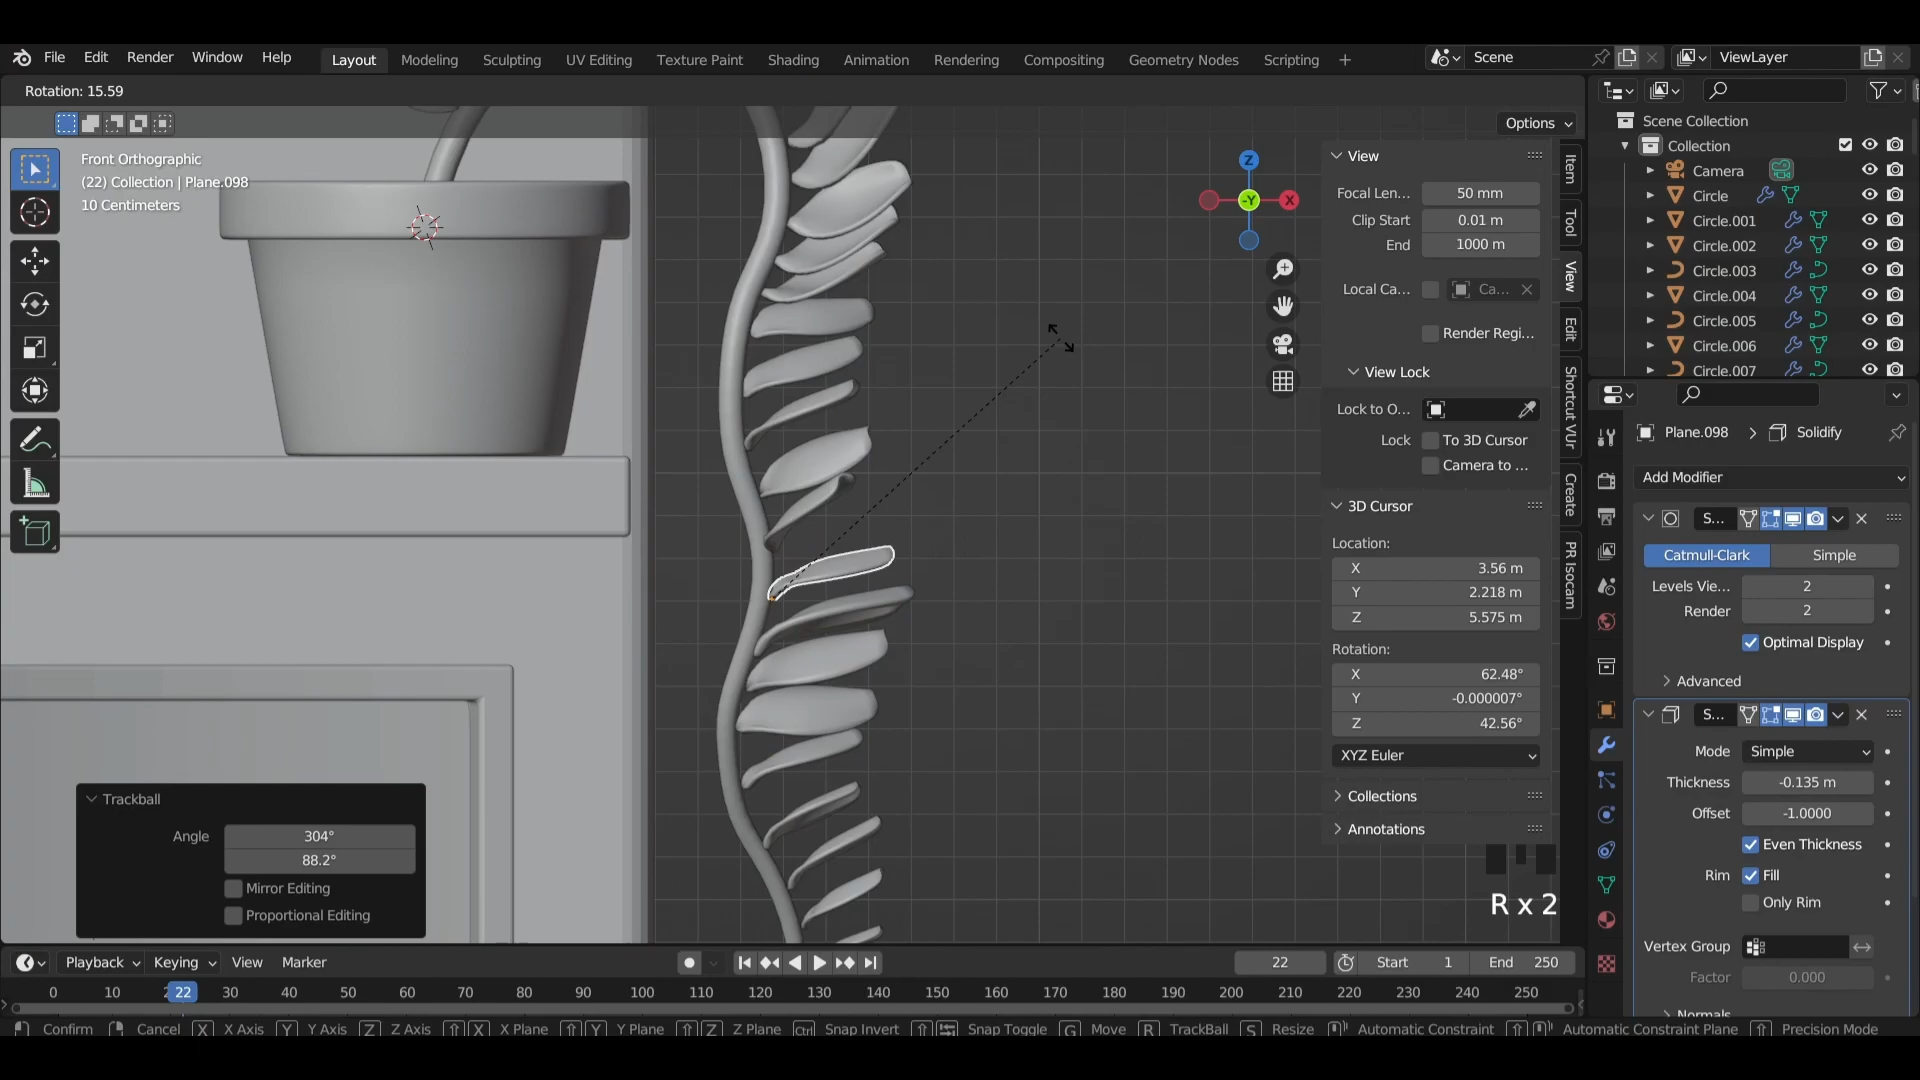 File Edit Render Window Help Layout Modeling Sculpting UV Editing Texture Paint Shading Animation Rendering Compositing Geometry Nodes Scripting + Scene ViewLayer
Rotation: 15.59
Options
Front Orthographic
(22) Collection | Plane.098
10 Centimeters
Z
-Y
X
View
Focal Len... 50 mm
Clip Start 0.01 m
End 1000 m
Local Ca... Ca...
Render Regi...
View Lock
Lock to O...
Lock To 3D Cursor
Camera to ...
3D Cursor
Location:
X 3.56 m
Y 2.218 m
Z 5.575 m
Rotation:
X 62.48°
Y -0.000007°
Z 42.56°
XYZ Euler
Collections
Annotations
Item
Tool
View
Edit
Shortcut VUr
Create
PR Isocam
R x 2
Trackball
Angle 304°
88.2°
Mirror Editing
Proportional Editing
Scene Collection
Collection
Camera
Circle
Circle.001
Circle.002
Circle.003
Circle.004
Circle.005
Circle.006
Circle.007
Plane.098 Solidify
Add Modifier
S...
Catmull-Clark Simple
Levels Vie... 2
Render 2
Optimal Display
Advanced
S...
Mode Simple
Thickness -0.135 m
Offset -1.0000
Even Thickness
Rim Fill
Only Rim
Vertex Group
Factor 0.000
Normals
Playback Keying View Marker 22 Start 1 End 250
0 10 22 30 40 50 60 70 80 90 100 110 120 130 140 150 160 170 180 190 200 210 220 230 240 250
Confirm Cancel X X Axis Y Y Axis Z Z Axis X X Plane Y Y Plane Z Z Plane Ctrl Snap Invert Snap Toggle G Move R TrackBall S Resize Automatic Constraint Automatic Constraint Plane Precision Mode